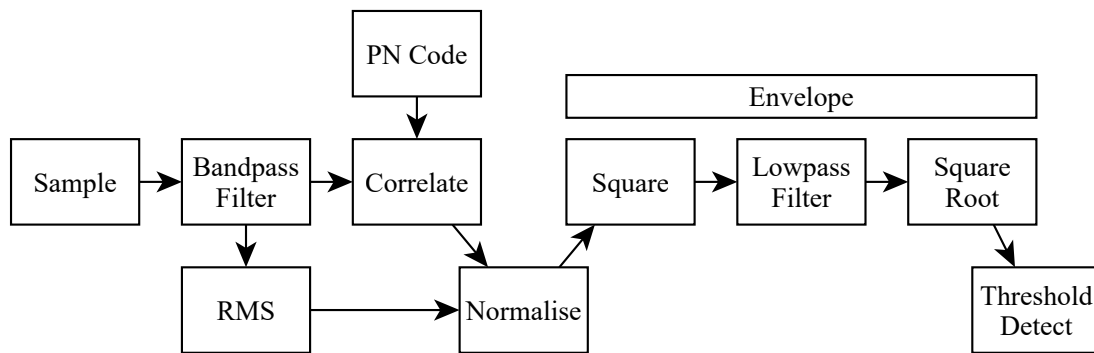 PN Code
Envelope
Sample
Bandpass
Filter
Correlate
Square
Lowpass
Filter
Square
Root
RMS
Normalise
Threshold
Detect